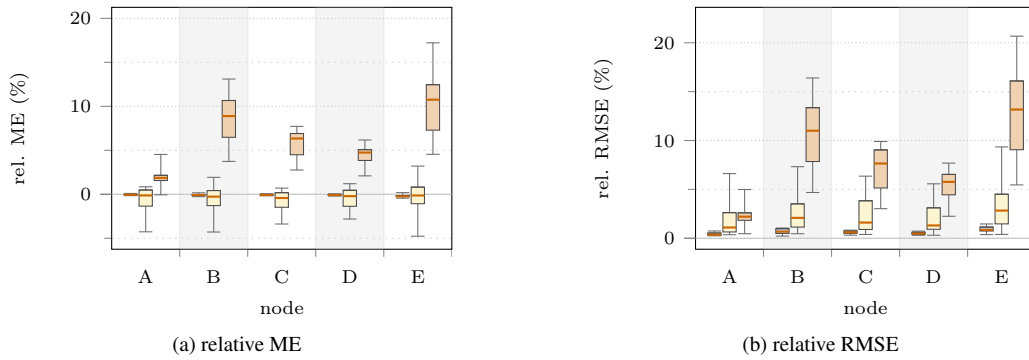 20
10
0
rel. ME (%)
A B C D E
node
(a) relative ME
20
10
0
rel. RMSE (%)
A B C D E
node
(b) relative RMSE